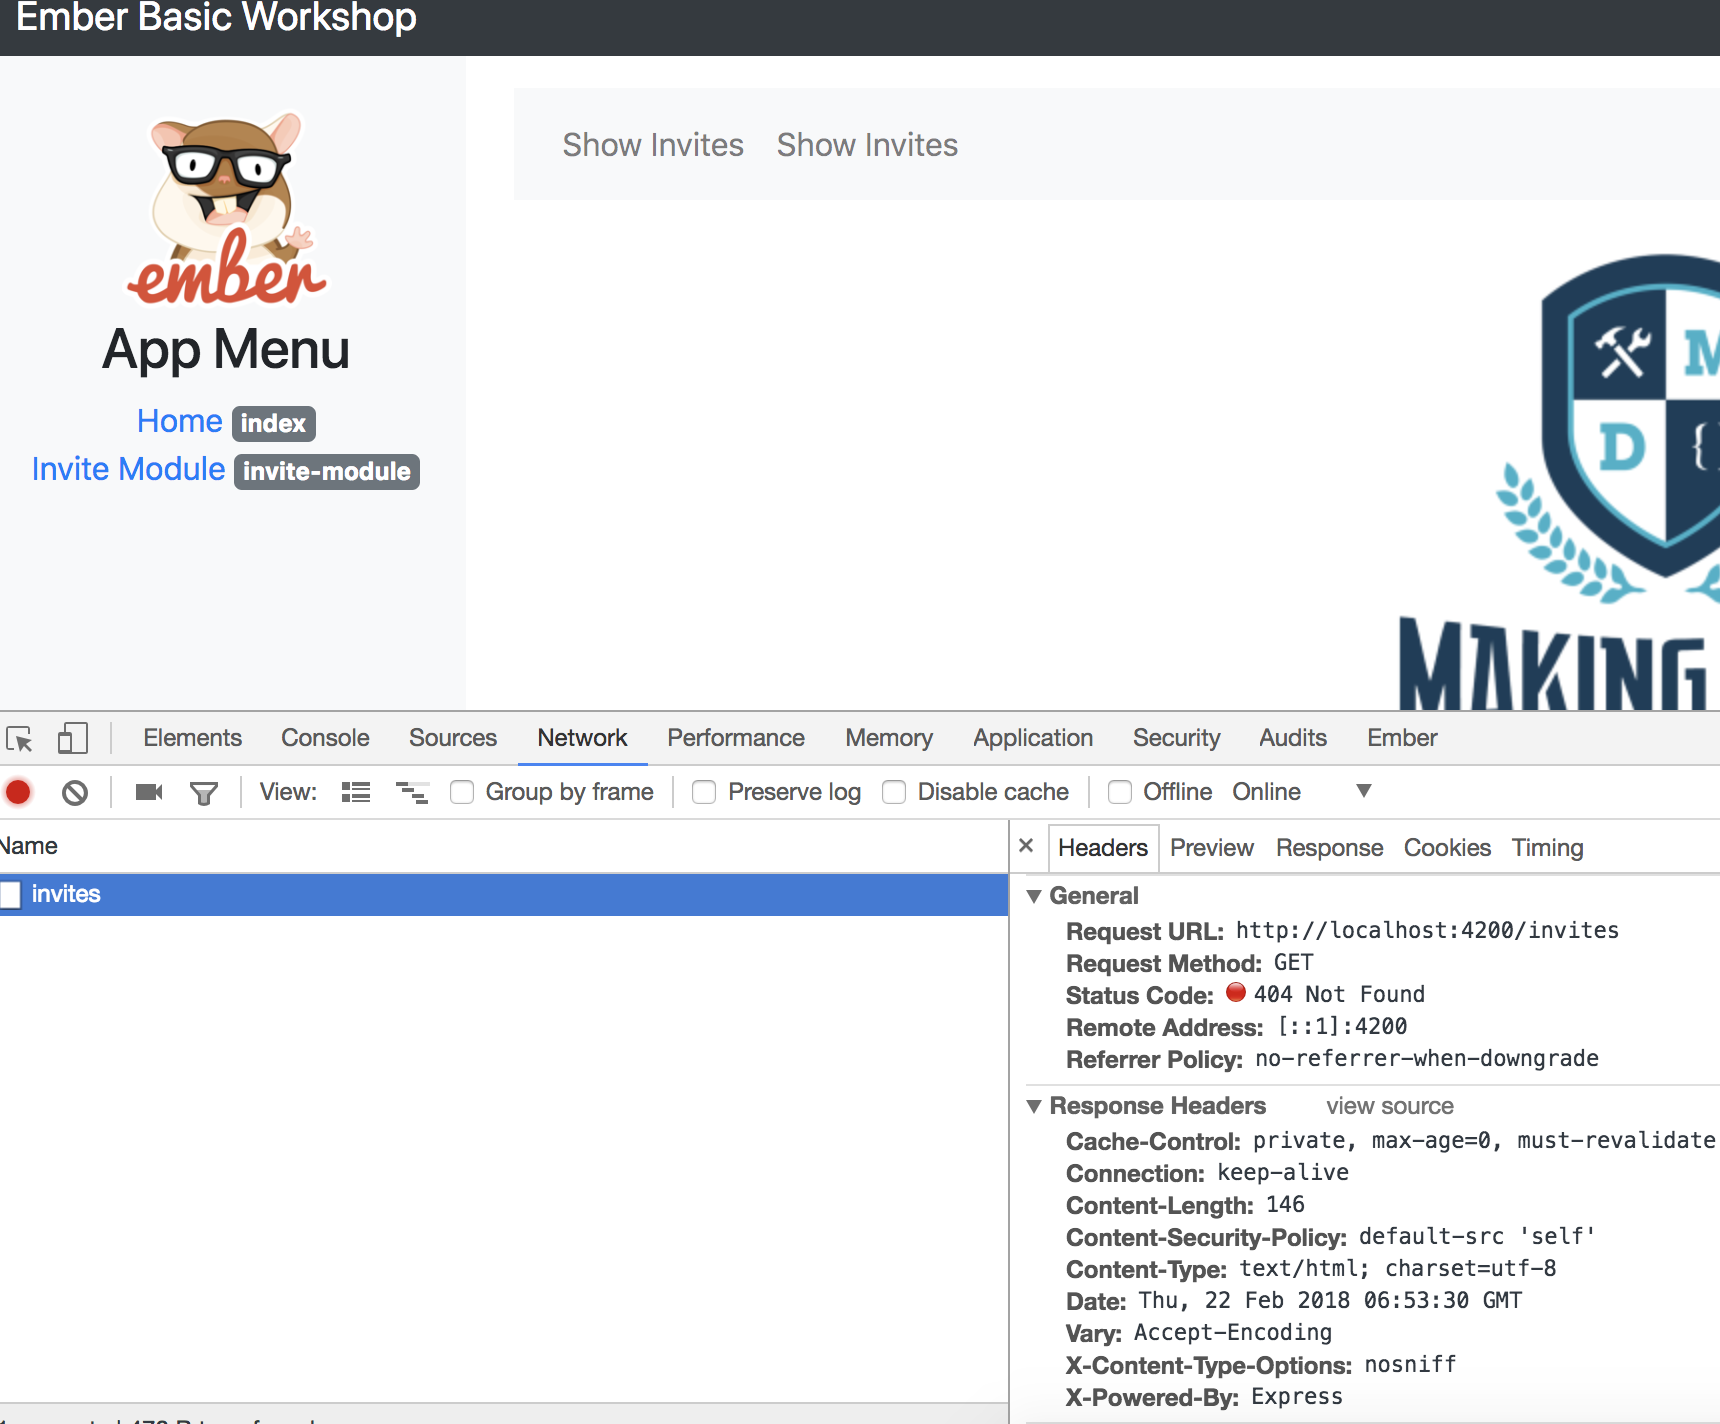 Ember Basic Workshop
Show Invites Show Invites
ember
App Menu
Home index
Invite Module invite-module
M
D {
MAKING
Elements Console Sources Network Performance Memory Application Security Audits Ember
View: Group by frame Preserve log Disable cache Offline Online
Name
× Headers Preview Response Cookies Timing
invites
General
Request URL: http://localhost:4200/invites
Request Method: GET
Status Code: 404 Not Found
Remote Address: [::1]:4200
Referrer Policy: no-referrer-when-downgrade
Response Headers view source
Cache-Control: private, max-age=0, must-revalidate
Connection: keep-alive
Content-Length: 146
Content-Security-Policy: default-src 'self'
Content-Type: text/html; charset=utf-8
Date: Thu, 22 Feb 2018 06:53:30 GMT
Vary: Accept-Encoding
X-Content-Type-Options: nosniff
X-Powered-By: Express